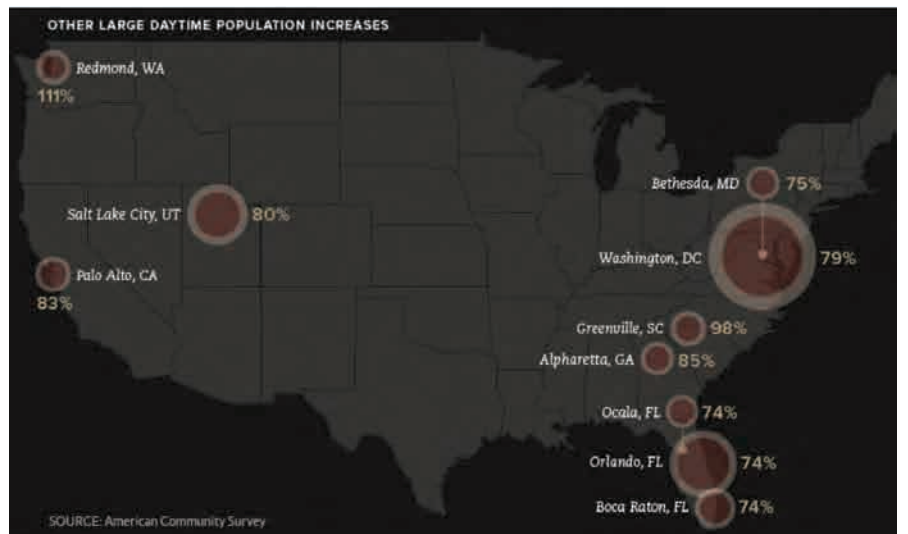 OTHER LARGE DAYTIME POPULATION INCREASES
Redmond, WA
111%
Bethesda, MD 75%
Salt Lake City, UT 80%
Washington, DC 79%
Palo Alto, CA
83%
Greenville, SC 98%
Alpharetta, GA 85%
Ocala, FL 74%
Orlando, FL 74%
Boca Raton, FL 74%
SOURCE: American Community Survey